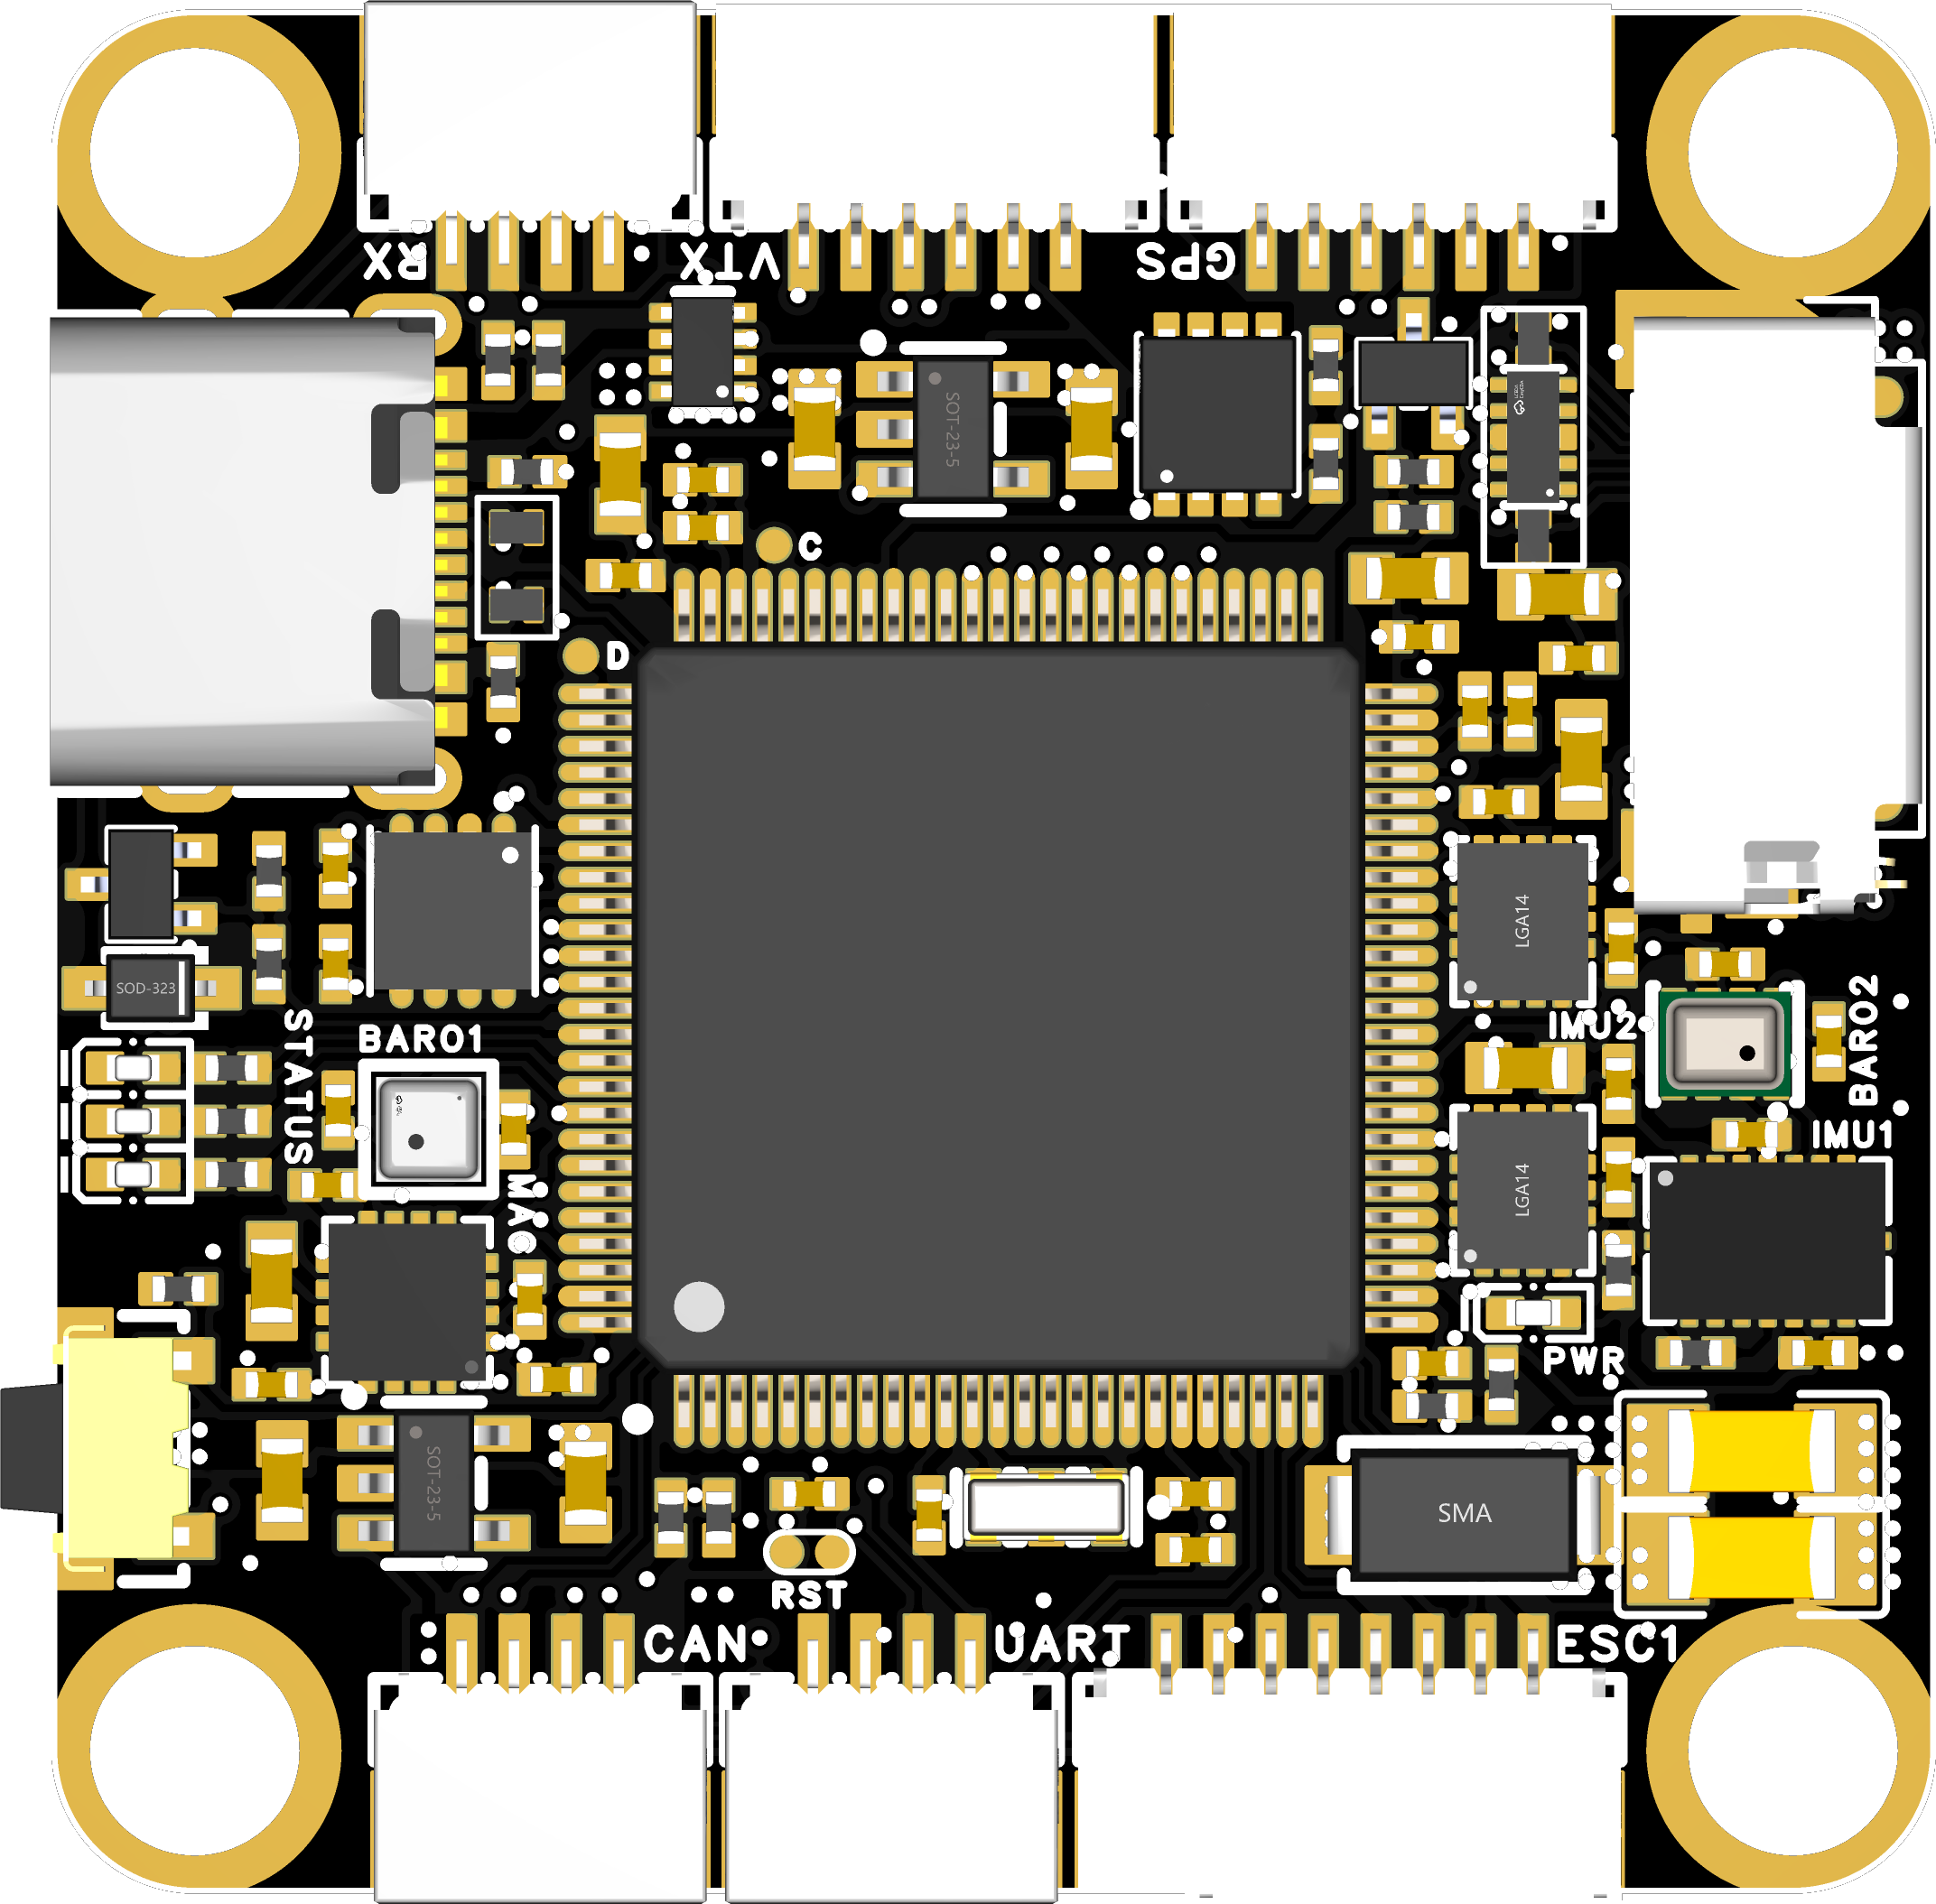 RX
VTX
GPS
SOT-23-5
C
D
LGA14
SOD-323
STATUS
BARO1
IMU2
BARO2
IMU1
MAG
LGA14
PWR
SOT-23-5
SMA
RST
CAN
UART
ESC1